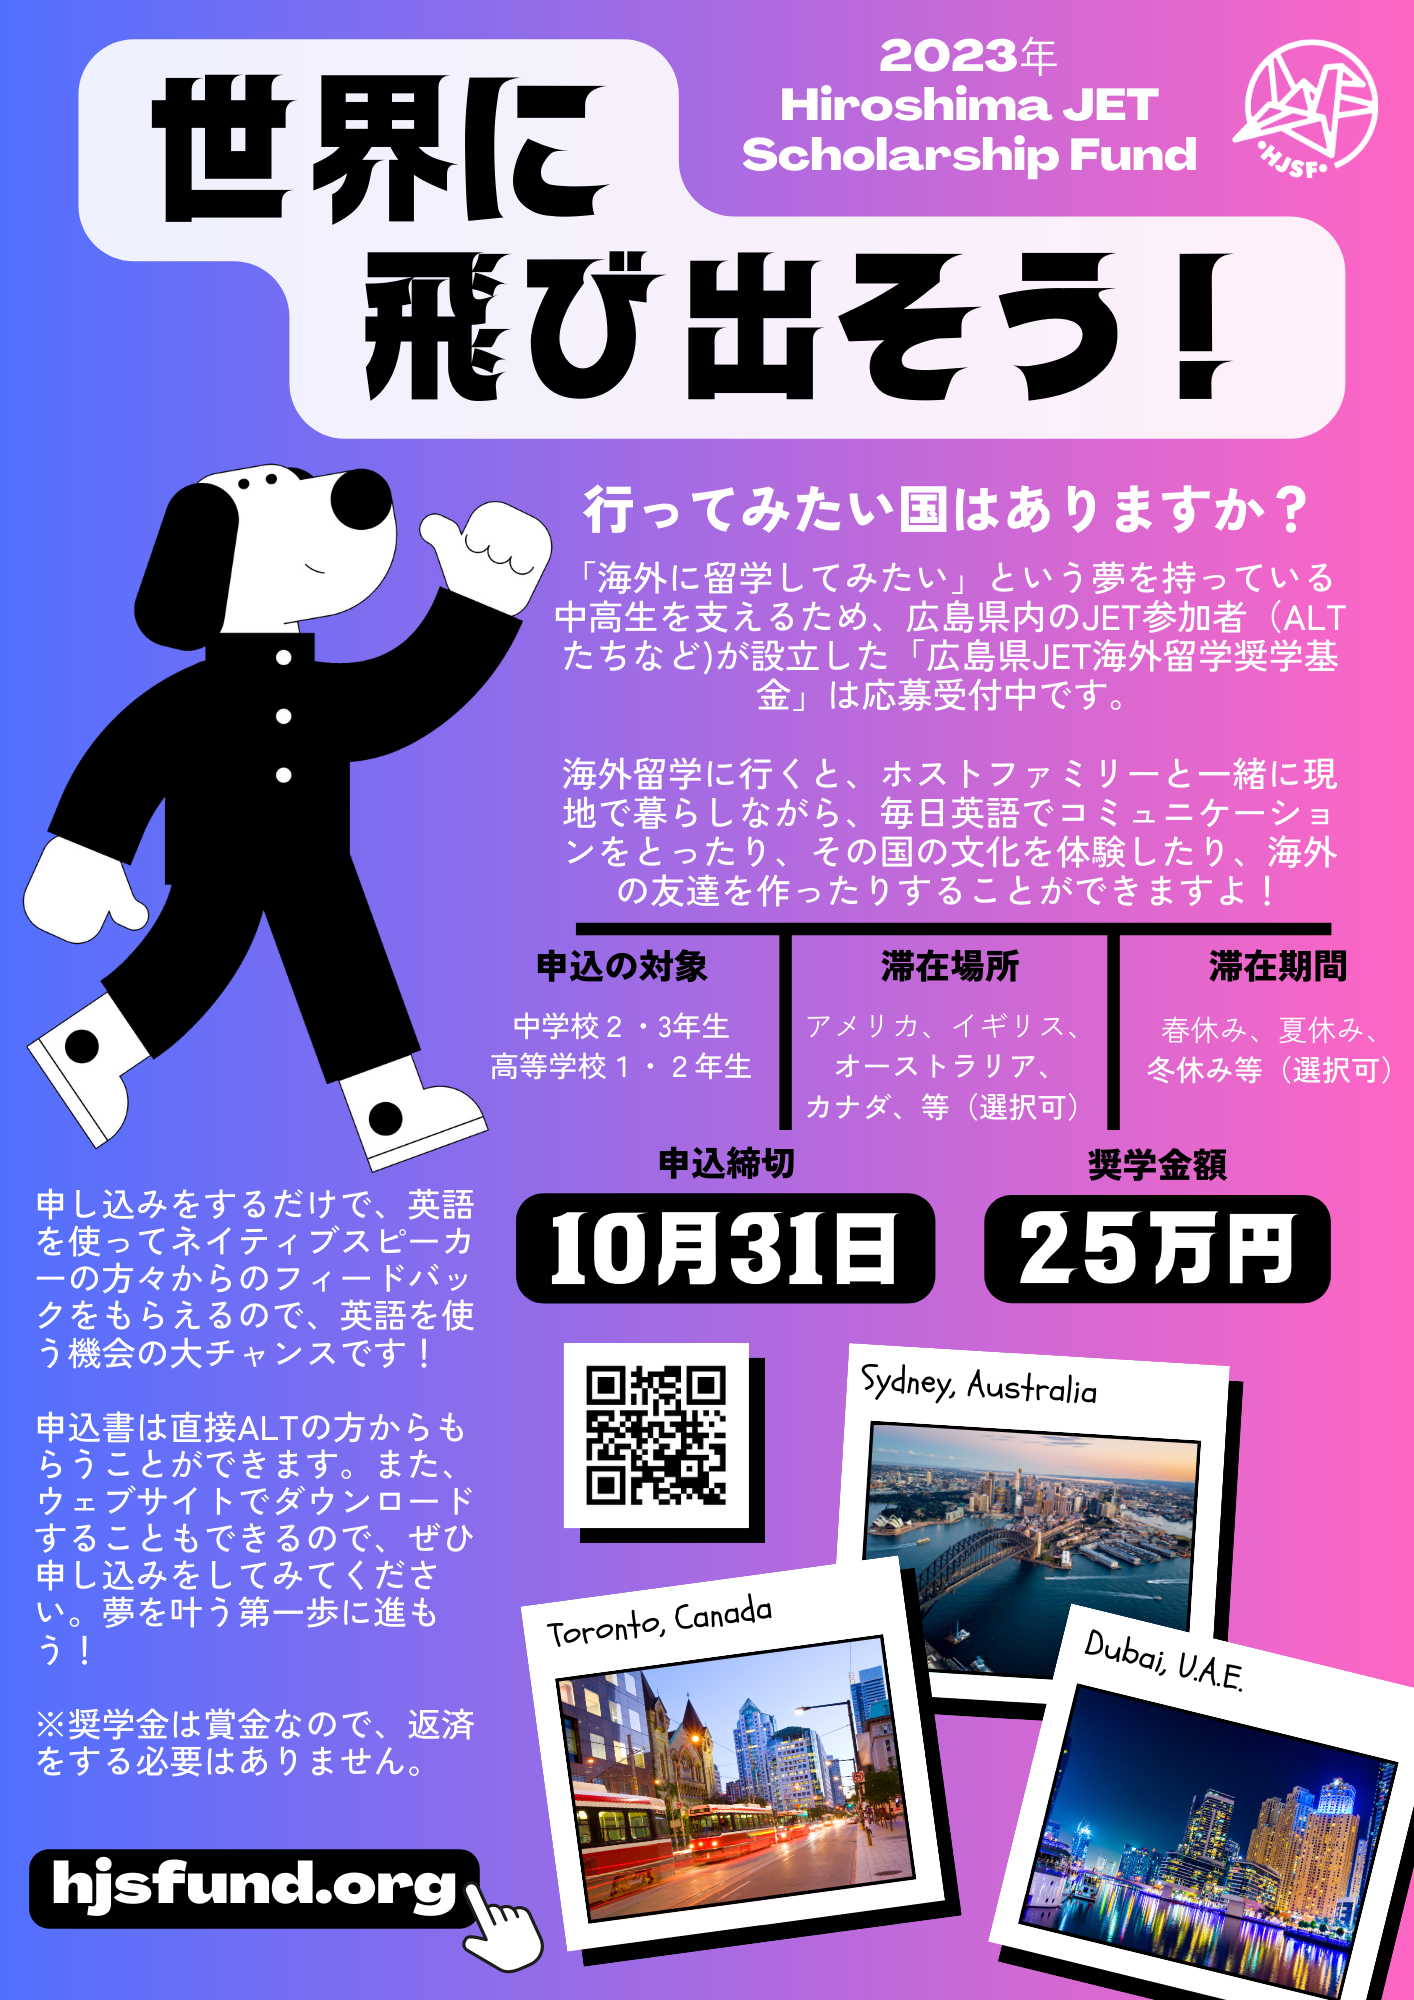 2023年
Hiroshima JET
Scholarship Fund
•HJSF•
世界に
飛び出そう！
行ってみたい国はありますか？
「海外に留学してみたい」という夢を持っている
中高生を支えるため、広島県内のJET参加者（ALT
たちなど)が設立した「広島県JET海外留学奨学基
金」は応募受付中です。
海外留学に行くと、ホストファミリーと一緒に現
地で暮らしながら、毎日英語でコミュニケーショ
ンをとったり、その国の文化を体験したり、海外
の友達を作ったりすることができますよ！
申込の対象
中学校２・3年生
高等学校１・２年生
滞在場所
アメリカ、イギリス、
オーストラリア、
カナダ、等（選択可）
滞在期間
春休み、夏休み、
冬休み等（選択可）
申込締切
10月31日
奨学金額
25万円
申し込みをするだけで、英語
を使ってネイティブスピーカ
ーの方々からのフィードバッ
クをもらえるので、英語を使
う機会の大チャンスです！
申込書は直接ALTの方からも
らうことができます。また、
ウェブサイトでダウンロード
することもできるので、ぜひ
申し込みをしてみてくださ
い。夢を叶う第一歩に進も
う！
※奨学金は賞金なので、返済
をする必要はありません。
hjsfund.org
Sydney, Australia
Toronto, Canada
Dubai, U.A.E.